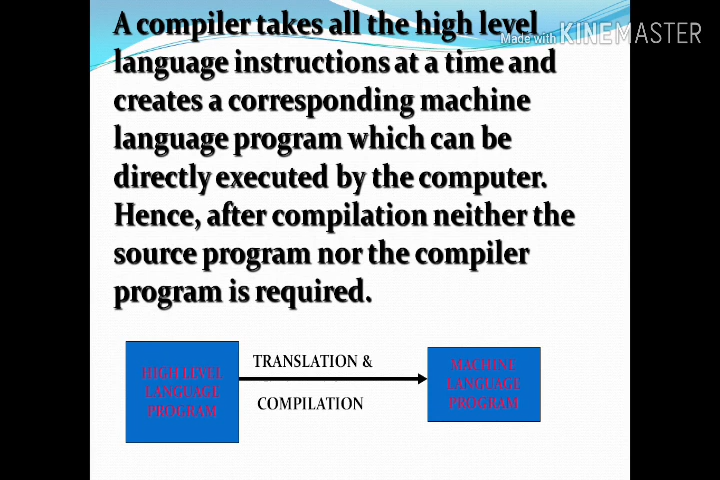 A compiler takes all the high level
Made with KINEMASTER
language instructions at a time and
creates a corresponding machine
language program which can be
directly executed by the computer.
Hence, after compilation neither the
source program nor the compiler
program is required.
HIGH LEVEL
LANGUAGE
PROGRAM
TRANSLATION &
COMPILATION
MACHINE
LANGUAGE
PROGRAM